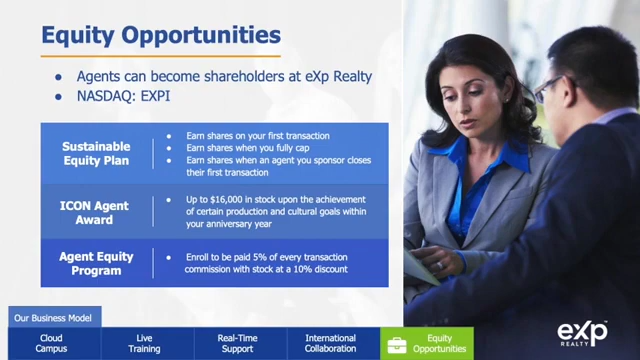 Equity Opportunities
● Agents can become shareholders at eXp Realty
● NASDAQ: EXPI
Sustainable
Equity Plan
● Earn shares on your first transaction
● Earn shares when you fully cap
● Earn shares when an agent you sponsor closes
their first transaction
ICON Agent
Award
● Up to $16,000 in stock upon the achievement
of certain production and cultural goals within
your anniversary year
Agent Equity
Program
● Enroll to be paid 5% of every transaction
commission with stock at a 10% discount
Our Business Model
Cloud
Campus
Live
Training
Real-Time
Support
International
Collaboration
Equity
Opportunities
eXp
REALTY